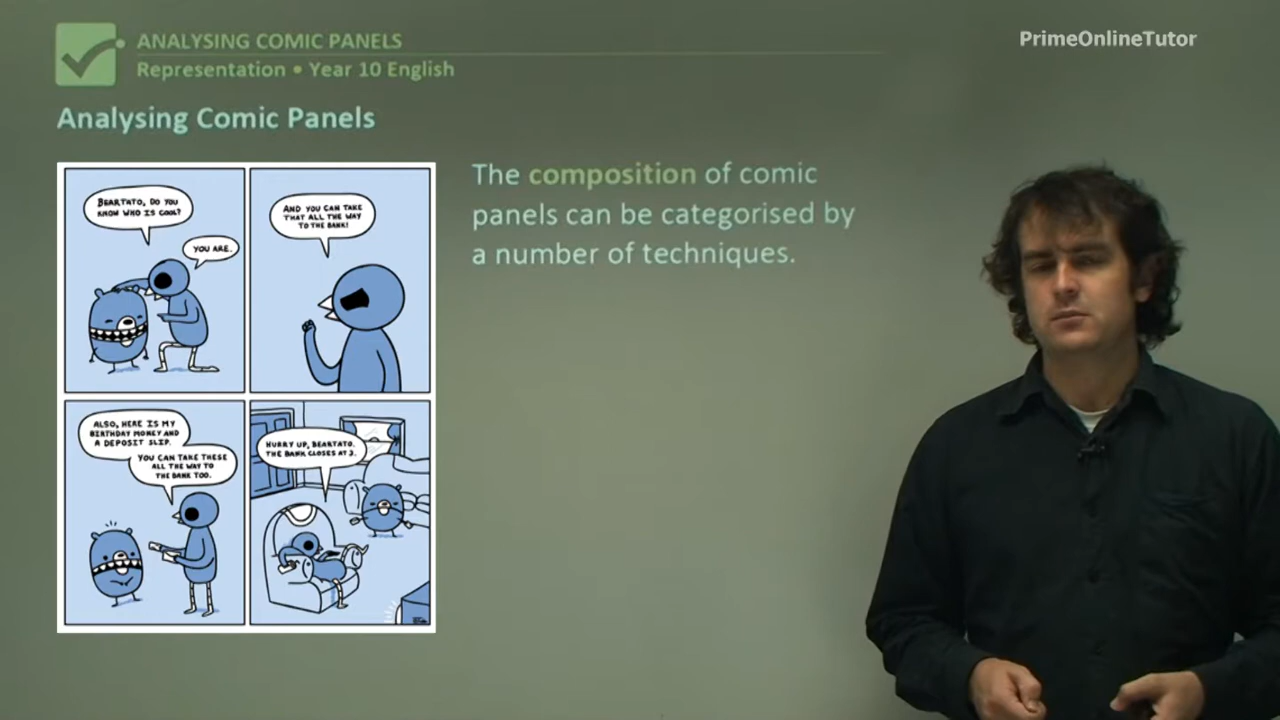 ANALYSING COMIC PANELS
Representation • Year 10 English
PrimeOnlineTutor
Analysing Comic Panels
BEARTATO, DO YOU
KNOW WHO IS COOL?
YOU ARE.
AND YOU CAN TAKE
THAT ALL THE WAY
TO THE BANK!
ALSO, HERE IS MY
BIRTHDAY MONEY AND
A DEPOSIT SLIP.
YOU CAN TAKE THESE
ALL THE WAY TO
THE BANK TOO.
HURRY UP, BEARTATO.
THE BANK CLOSES AT 3.
The composition of comic
panels can be categorised by
a number of techniques.